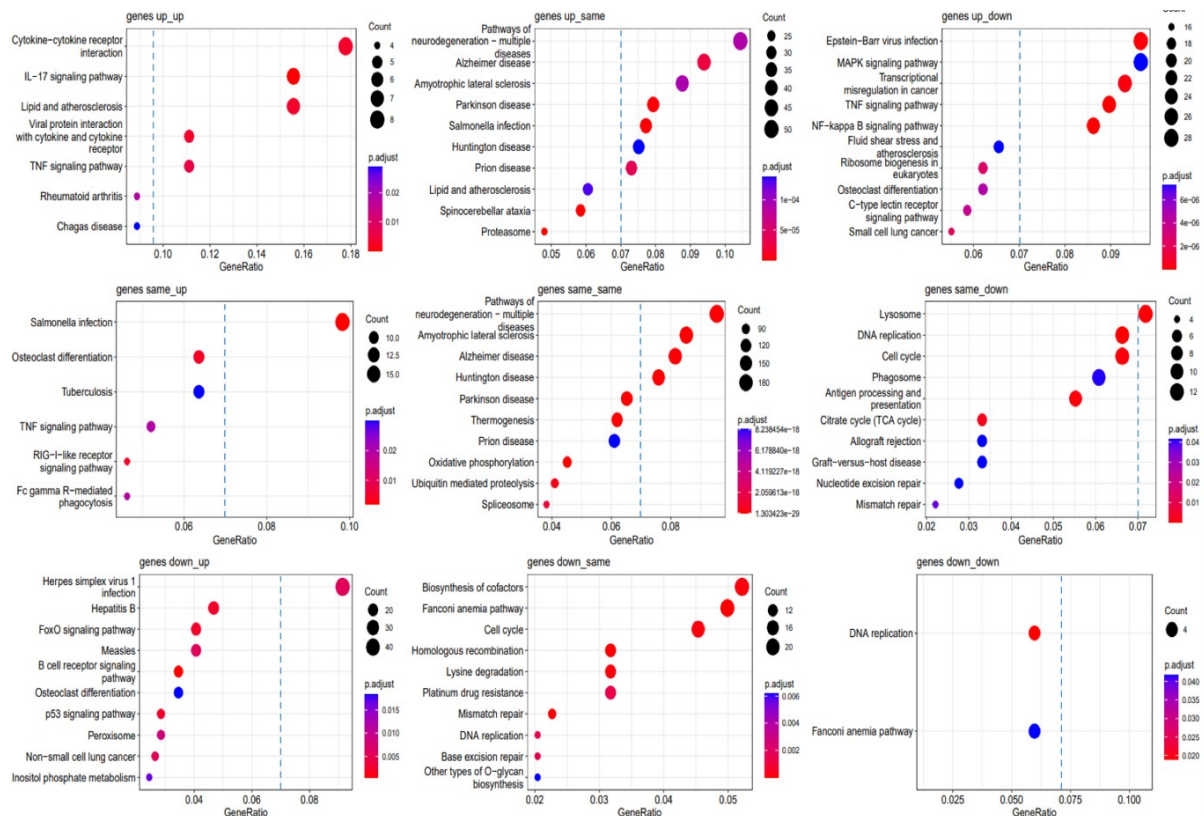 genes up_up
Cytokine−cytokine receptor
interaction
IL−17 signaling pathway
Lipid and atherosclerosis
Viral protein interaction
with cytokine and cytokine
receptor
TNF signaling pathway
Rheumatoid arthritis
Chagas disease
0.10
0.12
0.14
0.16
0.18
GeneRatio
Count
4
5
6
7
8
p.adjust
0.02
0.01
genes up_same
Pathways of
neurodegeneration − multiple
diseases
Alzheimer disease
Amyotrophic lateral sclerosis
Parkinson disease
Salmonella infection
Huntington disease
Prion disease
Lipid and atherosclerosis
Spinocerebellar ataxia
Proteasome
0.05
0.06
0.07
0.08
0.09
0.10
GeneRatio
Count
25
30
35
40
45
50
p.adjust
1e−04
5e−05
genes up_down
Epstein−Barr virus infection
MAPK signaling pathway
Transcriptional
misregulation in cancer
TNF signaling pathway
NF−kappa B signaling pathway
Fluid shear stress and
atherosclerosis
Ribosome biogenesis in
eukaryotes
Osteoclast differentiation
C−type lectin receptor
signaling pathway
Small cell lung cancer
0.06
0.07
0.08
0.09
GeneRatio
Count
16
18
20
22
24
26
28
p.adjust
6e−06
4e−06
2e−06
genes same_up
Salmonella infection
Osteoclast differentiation
Tuberculosis
TNF signaling pathway
RIG−I−like receptor
signaling pathway
Fc gamma R−mediated
phagocytosis
0.06
0.08
0.10
GeneRatio
Count
10.0
12.5
15.0
p.adjust
0.02
0.01
genes same_same
Pathways of
neurodegeneration − multiple
diseases
Amyotrophic lateral sclerosis
Alzheimer disease
Huntington disease
Parkinson disease
Thermogenesis
Prion disease
Oxidative phosphorylation
Ubiquitin mediated proteolysis
Spliceosome
0.04
0.06
0.08
GeneRatio
Count
90
120
150
180
p.adjust
8.238454e−18
6.178840e−18
4.119227e−18
2.059613e−18
1.303423e−29
genes same_down
Lysosome
DNA replication
Cell cycle
Phagosome
Antigen processing and
presentation
Citrate cycle (TCA cycle)
Allograft rejection
Graft−versus−host disease
Nucleotide excision repair
Mismatch repair
0.02
0.03
0.04
0.05
0.06
0.07
GeneRatio
Count
4
6
8
10
12
p.adjust
0.04
0.03
0.02
0.01
genes down_up
Herpes simplex virus 1
infection
Hepatitis B
FoxO signaling pathway
Measles
B cell receptor signaling
pathway
Osteoclast differentiation
p53 signaling pathway
Peroxisome
Non−small cell lung cancer
Inositol phosphate metabolism
0.04
0.06
0.08
GeneRatio
Count
20
30
40
p.adjust
0.015
0.010
0.005
genes down_same
Biosynthesis of cofactors
Fanconi anemia pathway
Cell cycle
Homologous recombination
Lysine degradation
Platinum drug resistance
Mismatch repair
DNA replication
Base excision repair
Other types of O−glycan
biosynthesis
0.02
0.03
0.04
0.05
GeneRatio
Count
12
16
20
p.adjust
0.006
0.004
0.002
genes down_down
DNA replication
Fanconi anemia pathway
0.025
0.050
0.075
0.100
GeneRatio
Count
4
p.adjust
0.040
0.035
0.030
0.025
0.020